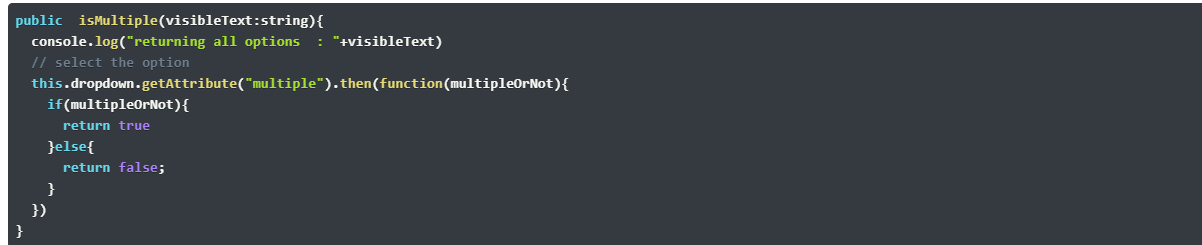 public  isMultiple(visibleText:string){
  console.log("returning all options  : "+visibleText)
  // select the option
  this.dropdown.getAttribute("multiple").then(function(multipleOrNot){
    if(multipleOrNot){
      return true
    }else{
      return false;
    }
  })
}